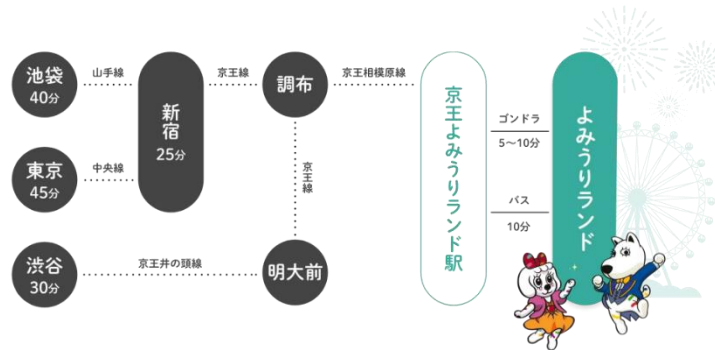 池袋
40分
山手線
新宿
25分
京王線
調布
京王相模原線
京王よみうりランド駅
ゴンドラ
5〜10分
バス
10分
よみうりランド
東京
45分
中央線
京王線
渋谷
30分
京王井の頭線
明大前